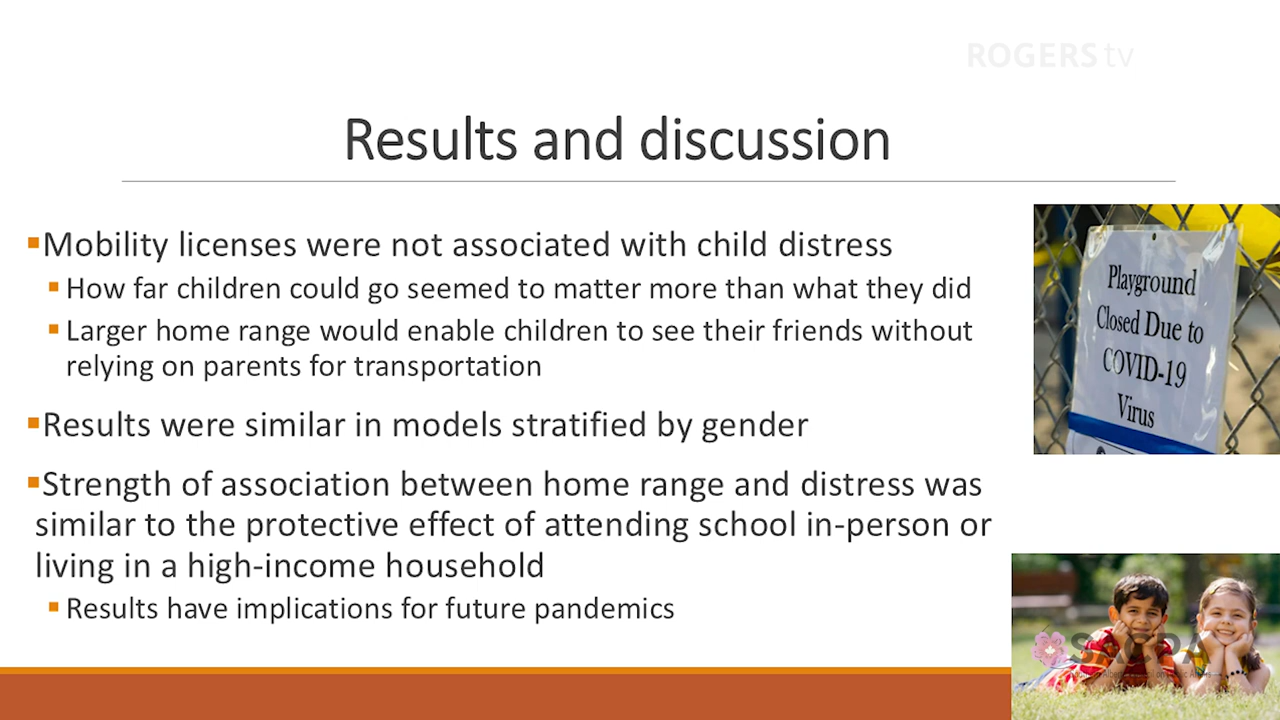 ROGERS tv
Results and discussion
Mobility licenses were not associated with child distress
How far children could go seemed to matter more than what they did
Larger home range would enable children to see their friends without
relying on parents for transportation
Results were similar in models stratified by gender
Strength of association between home range and distress was
similar to the protective effect of attending school in-person or
living in a high-income household
Results have implications for future pandemics
Playground
Closed Due to
COVID-19
Virus
SACPA